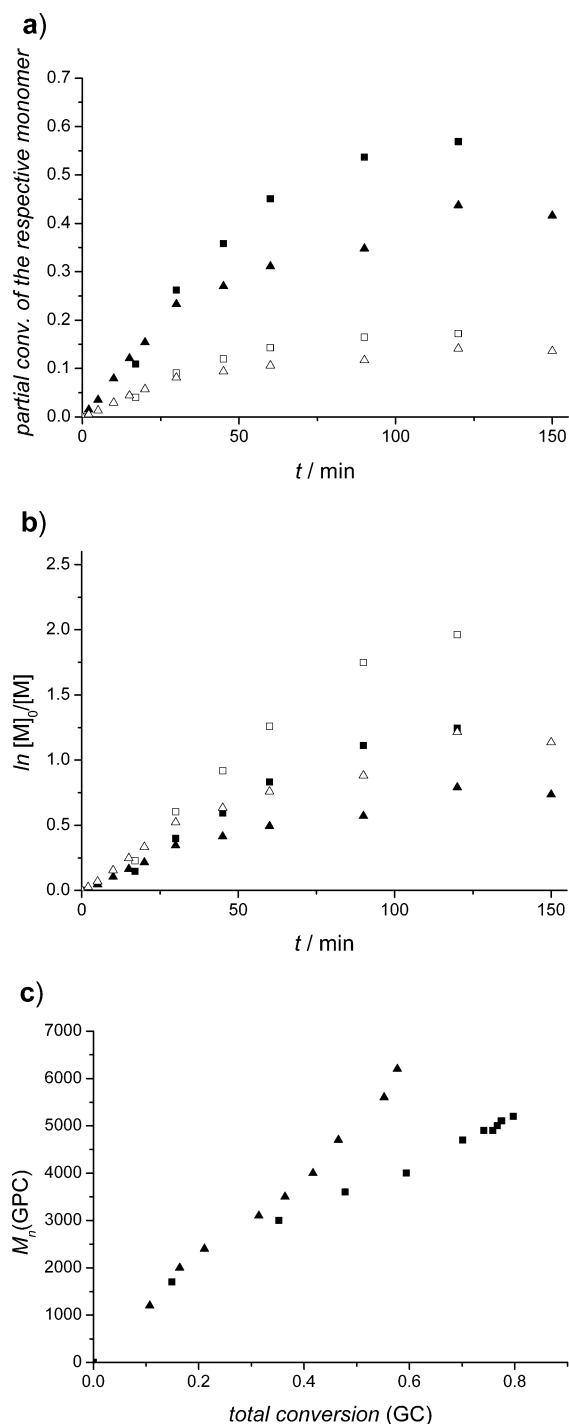 a)
partial conv. of the respective monomer
0.7
0.6
0.5
0.4
0.3
0.2
0.1
0.0
0 50 100 150
t / min
b)
ln [M]0/[M]
2.5
2.0
1.5
1.0
0.5
0.0
0 50 100 150
t / min
c)
Mn(GPC)
7000
6000
5000
4000
3000
2000
1000
0
0.0 0.2 0.4 0.6 0.8
total conversion (GC)